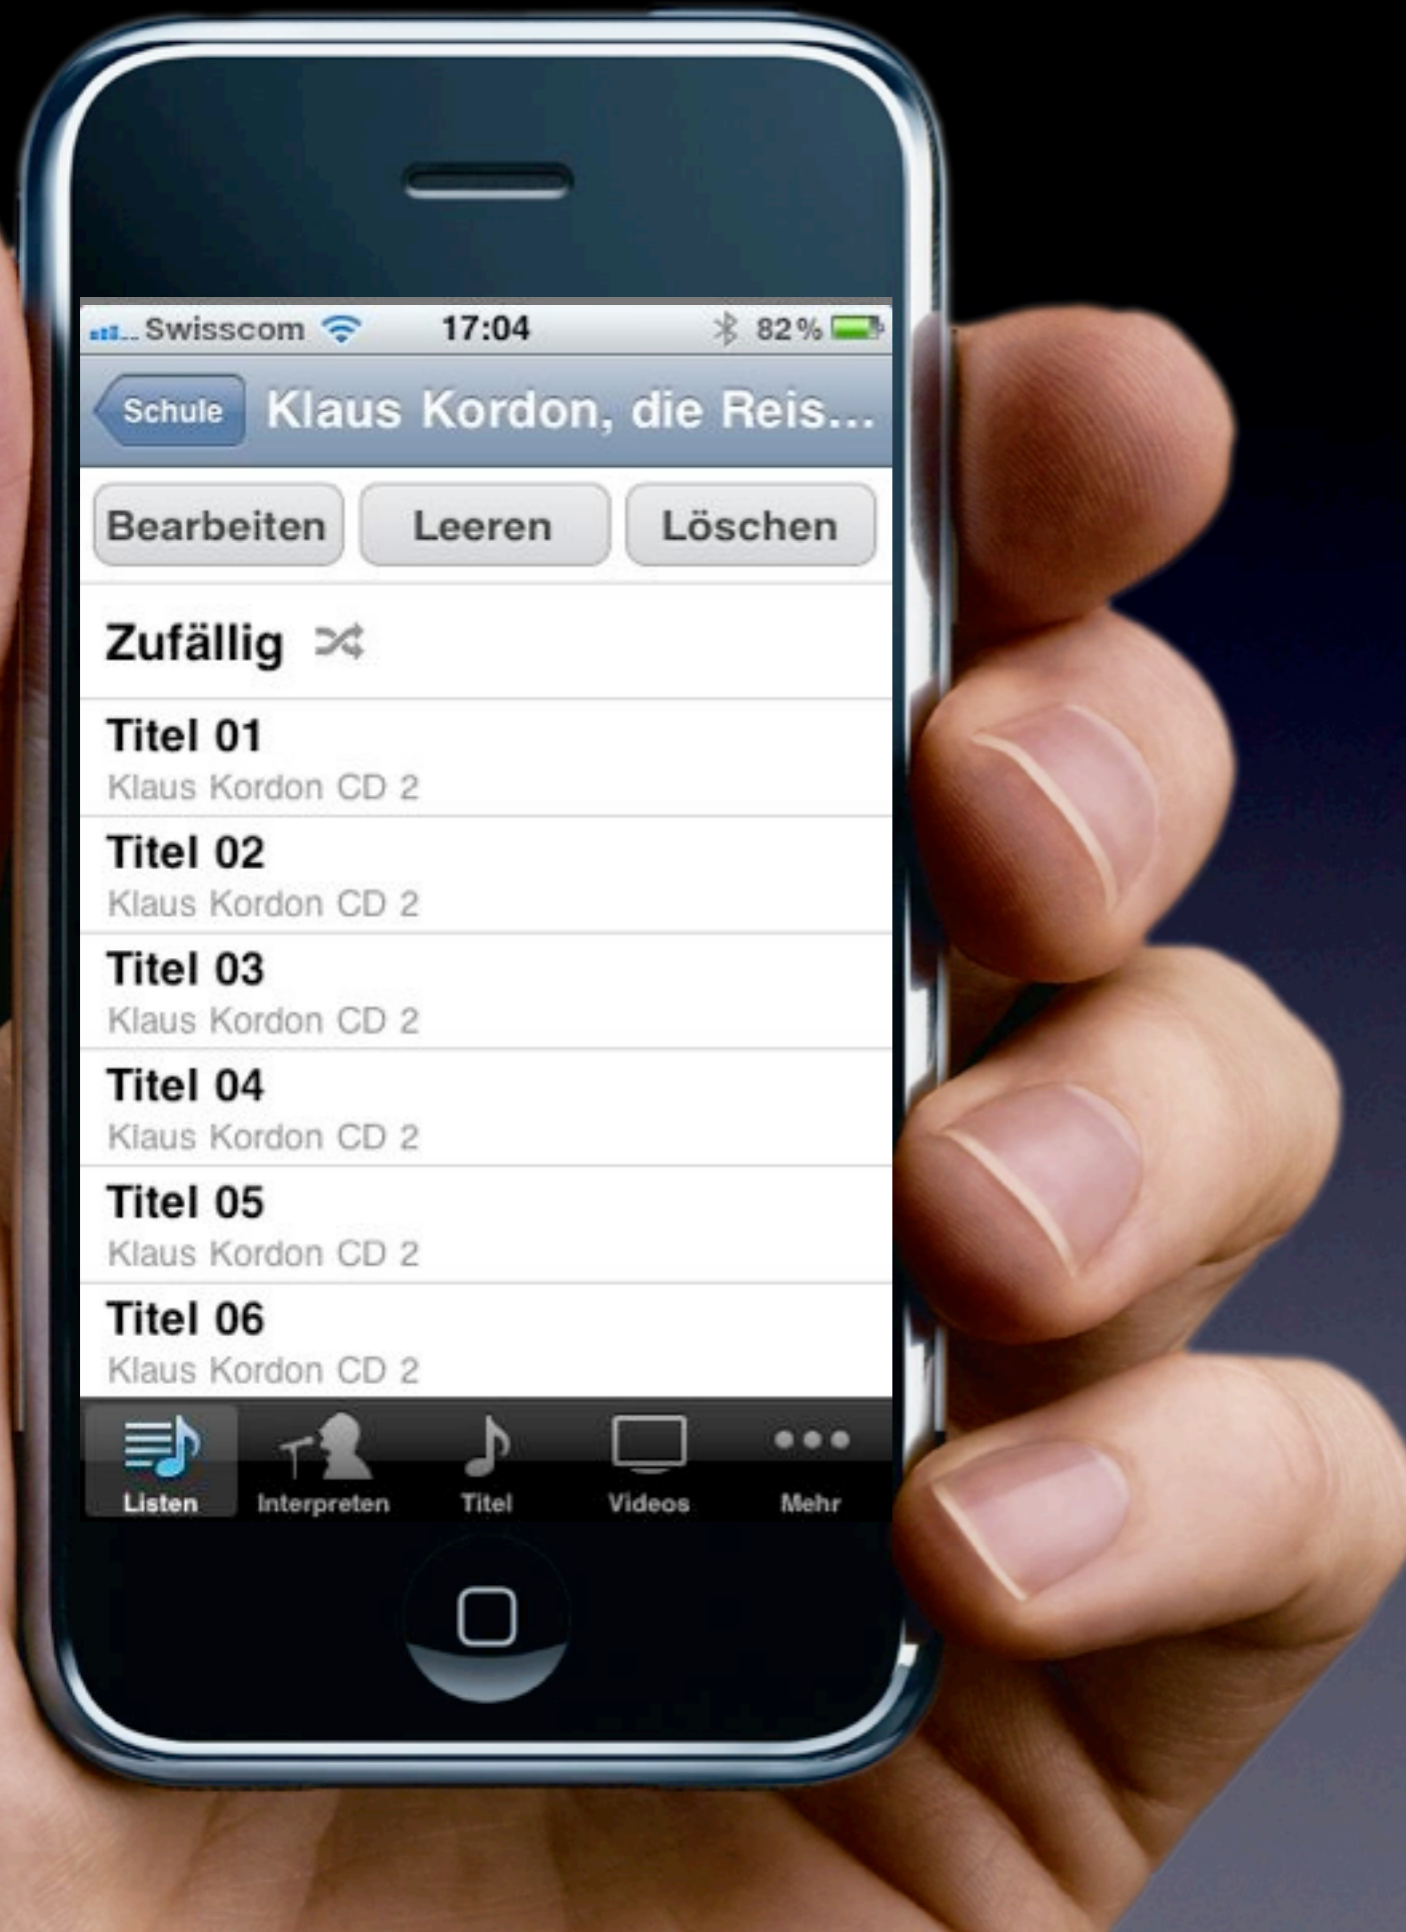 Swisscom 17:04 82%
Schule Klaus Kordon, die Reis...
Bearbeiten Leeren Löschen
Zufällig
Titel 01
Klaus Kordon CD 2
Titel 02
Klaus Kordon CD 2
Titel 03
Klaus Kordon CD 2
Titel 04
Klaus Kordon CD 2
Titel 05
Klaus Kordon CD 2
Titel 06
Klaus Kordon CD 2
Listen Interpreten Titel Videos Mehr